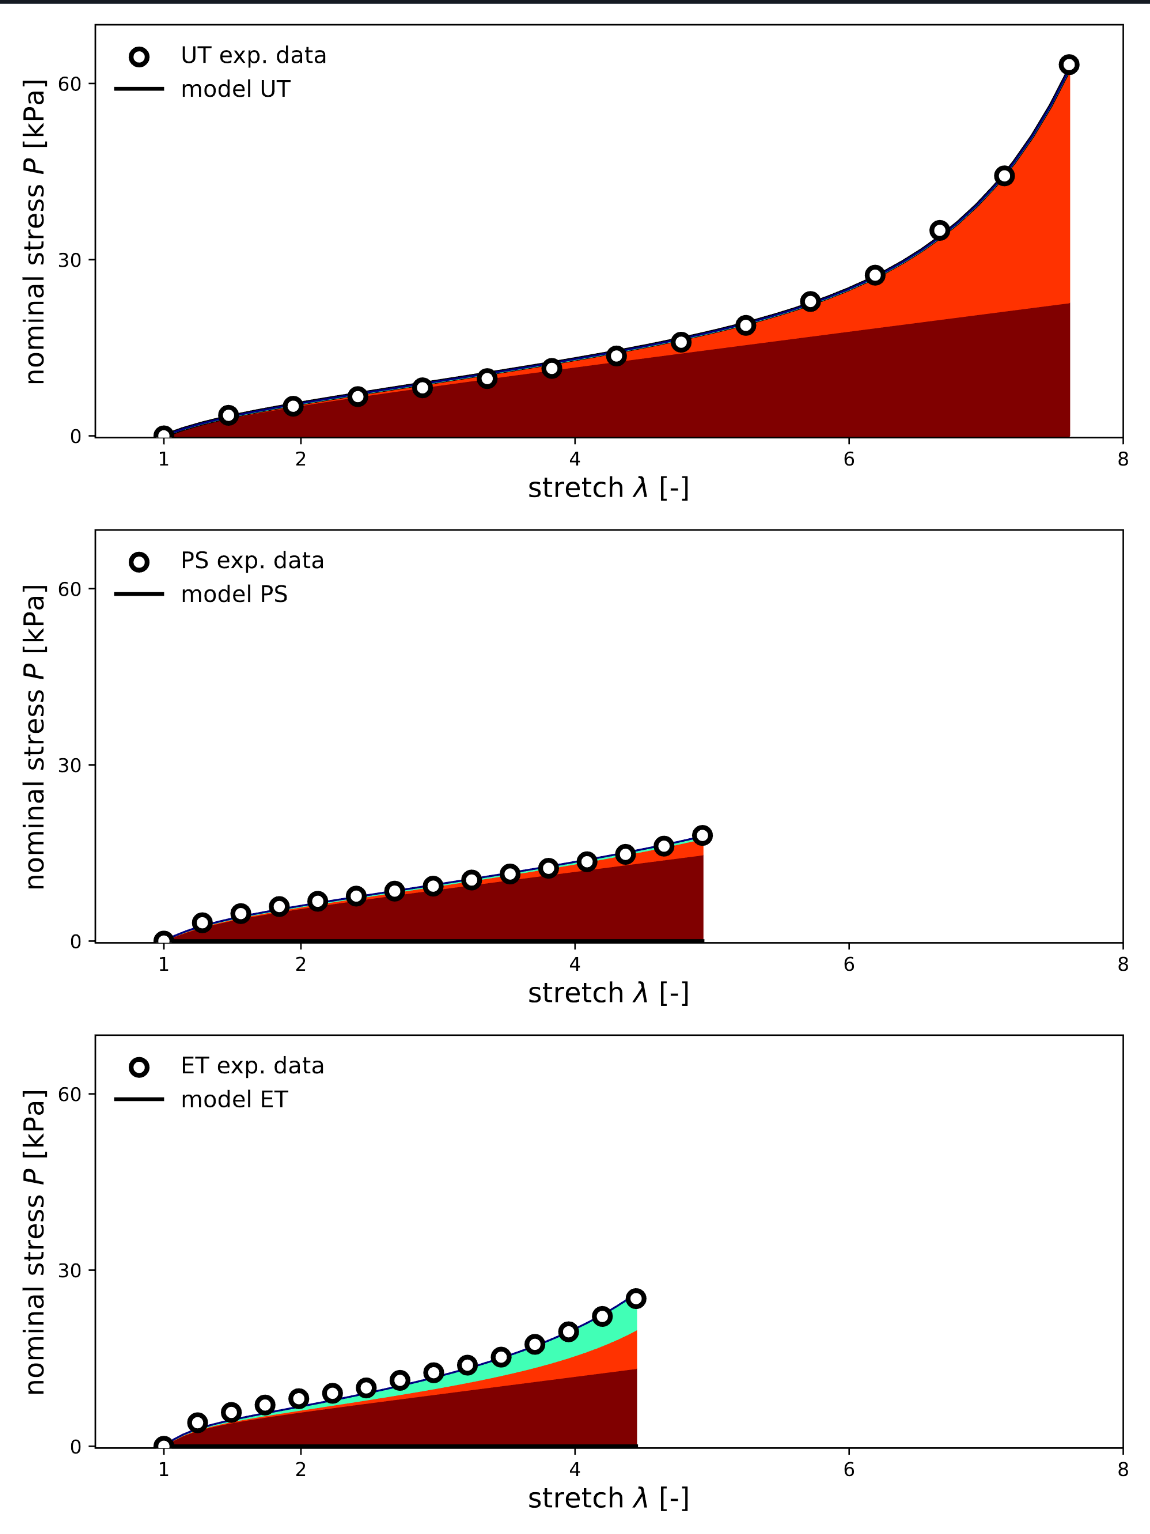 UT exp. data
model UT
nominal stress P [kPa]
60
30
0
1 2 4 6 8
stretch λ [-]
PS exp. data
model PS
nominal stress P [kPa]
60
30
0
1 2 4 6 8
stretch λ [-]
ET exp. data
model ET
nominal stress P [kPa]
60
30
0
1 2 4 6 8
stretch λ [-]